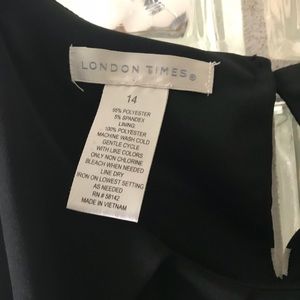 LONDON TIMES®
14
95% POLYESTER
5% SPANDEX
LINING:
100% POLYESTER
MACHINE WASH COLD
GENTLE CYCLE
WITH LIKE COLORS
ONLY NON CHLORINE
BLEACH WHEN NEEDED
LINE DRY
IRON ON LOWEST SETTING
AS NEEDED
RN # 58142
MADE IN VIETNAM